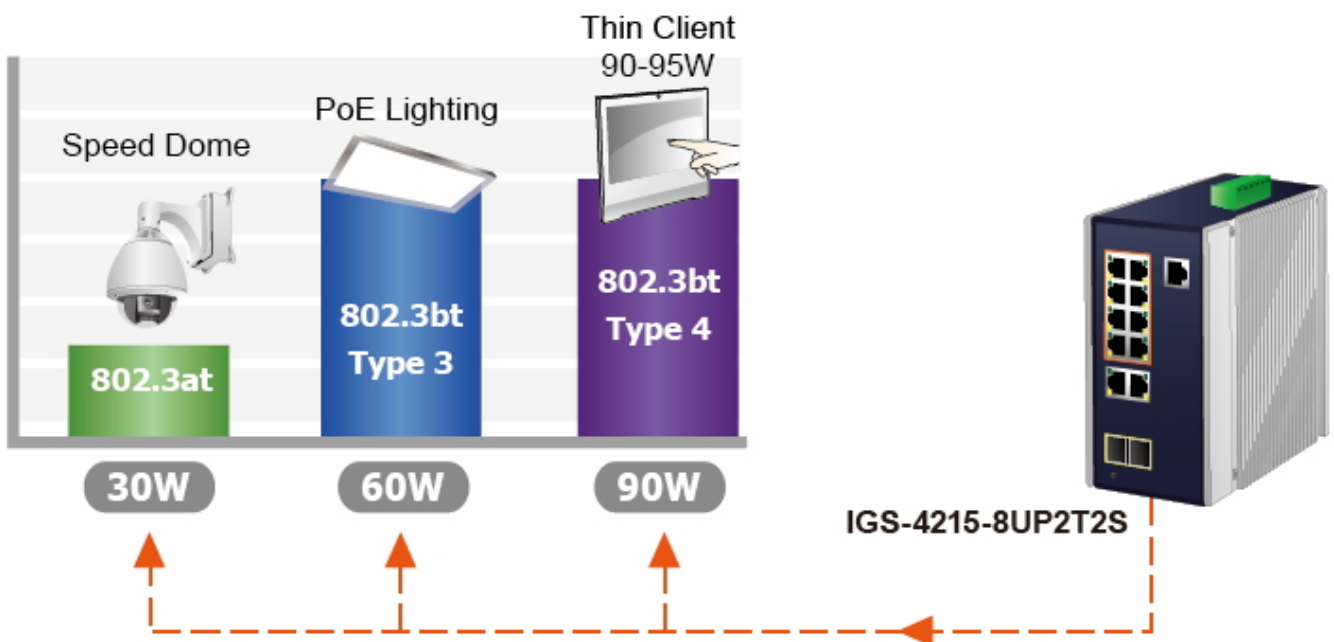 Thin Client
90-95W
PoE Lighting
Speed Dome
802.3at
802.3bt
Type 3
802.3bt
Type 4
30W
60W
90W
IGS-4215-8UP2T2S